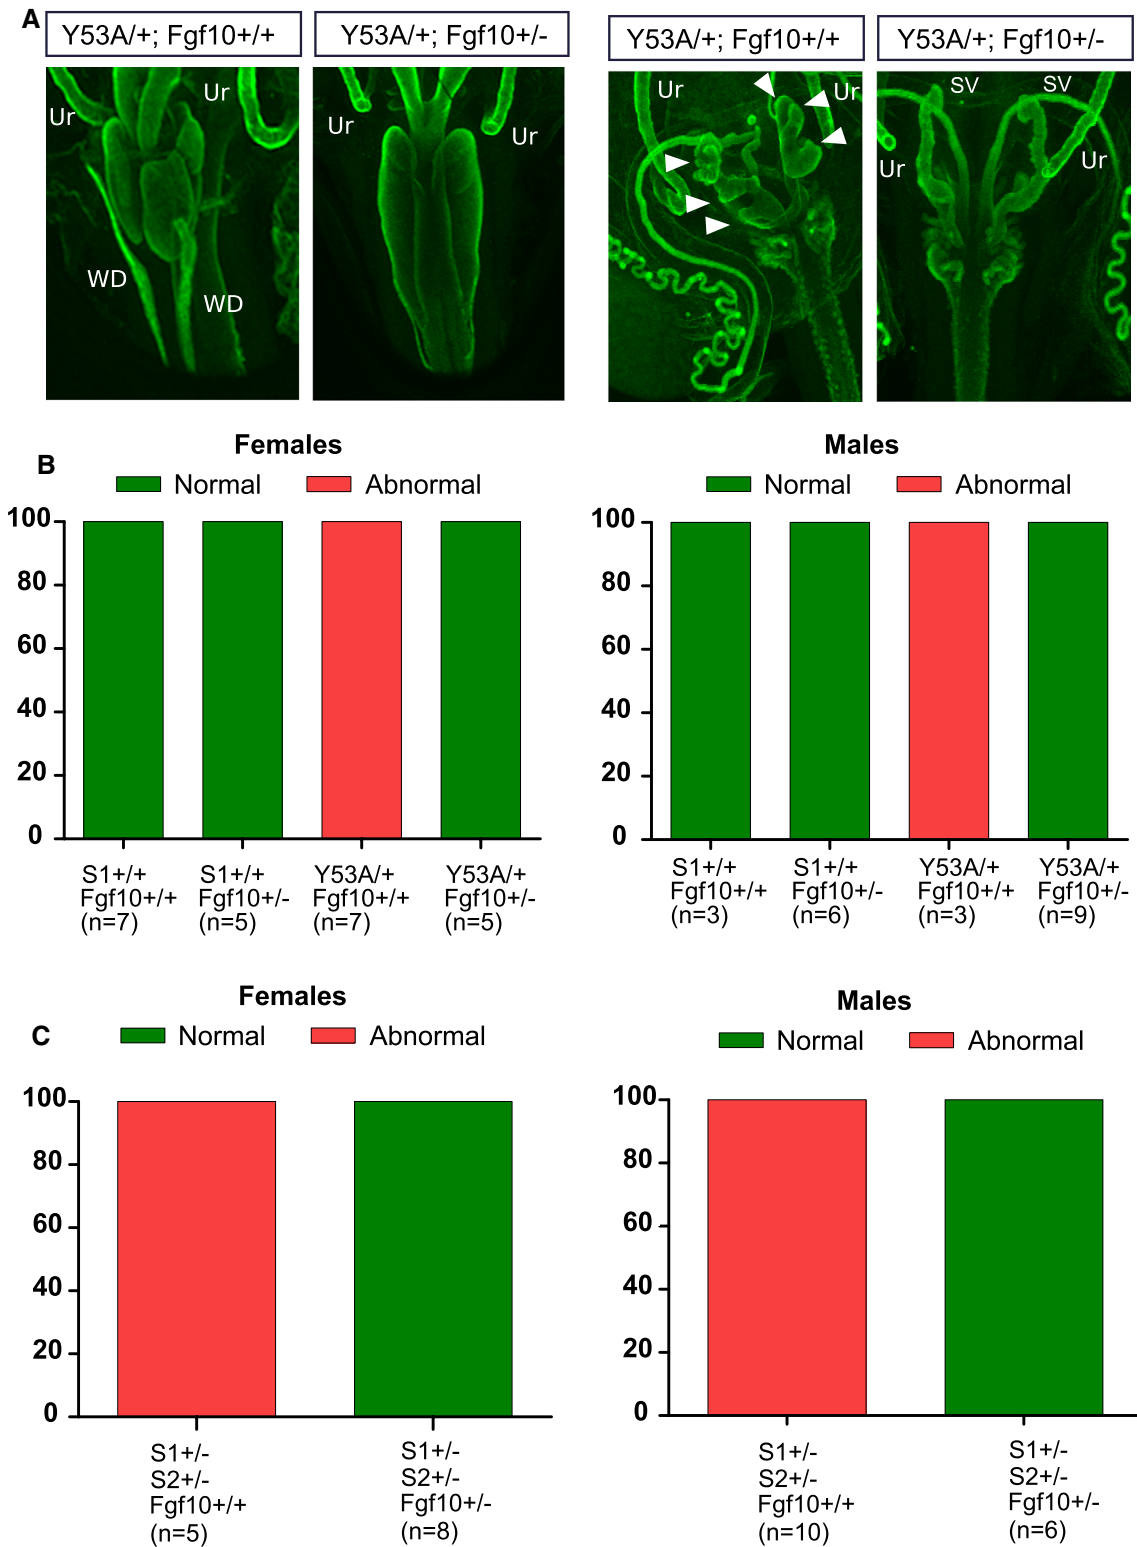 A
Y53A/+; Fgf10+/+
Y53A/+; Fgf10+/-
Y53A/+; Fgf10+/+
Y53A/+; Fgf10+/-
Ur
Ur
WD
WD
Ur
Ur
Ur
Ur
SV
SV
Ur
Ur
B
Females
Normal
Abnormal
100
80
60
40
20
0
S1+/+
Fgf10+/+
(n=7)
S1+/+
Fgf10+/-
(n=5)
Y53A/+
Fgf10+/+
(n=7)
Y53A/+
Fgf10+/-
(n=5)
Males
Normal
Abnormal
100
80
60
40
20
0
S1+/+
Fgf10+/+
(n=3)
S1+/+
Fgf10+/-
(n=6)
Y53A/+
Fgf10+/+
(n=3)
Y53A/+
Fgf10+/-
(n=9)
C
Females
Normal
Abnormal
100
80
60
40
20
0
S1+/-
S2+/-
Fgf10+/+
(n=5)
S1+/-
S2+/-
Fgf10+/-
(n=8)
Males
Normal
Abnormal
100
80
60
40
20
0
S1+/-
S2+/-
Fgf10+/+
(n=10)
S1+/-
S2+/-
Fgf10+/-
(n=6)